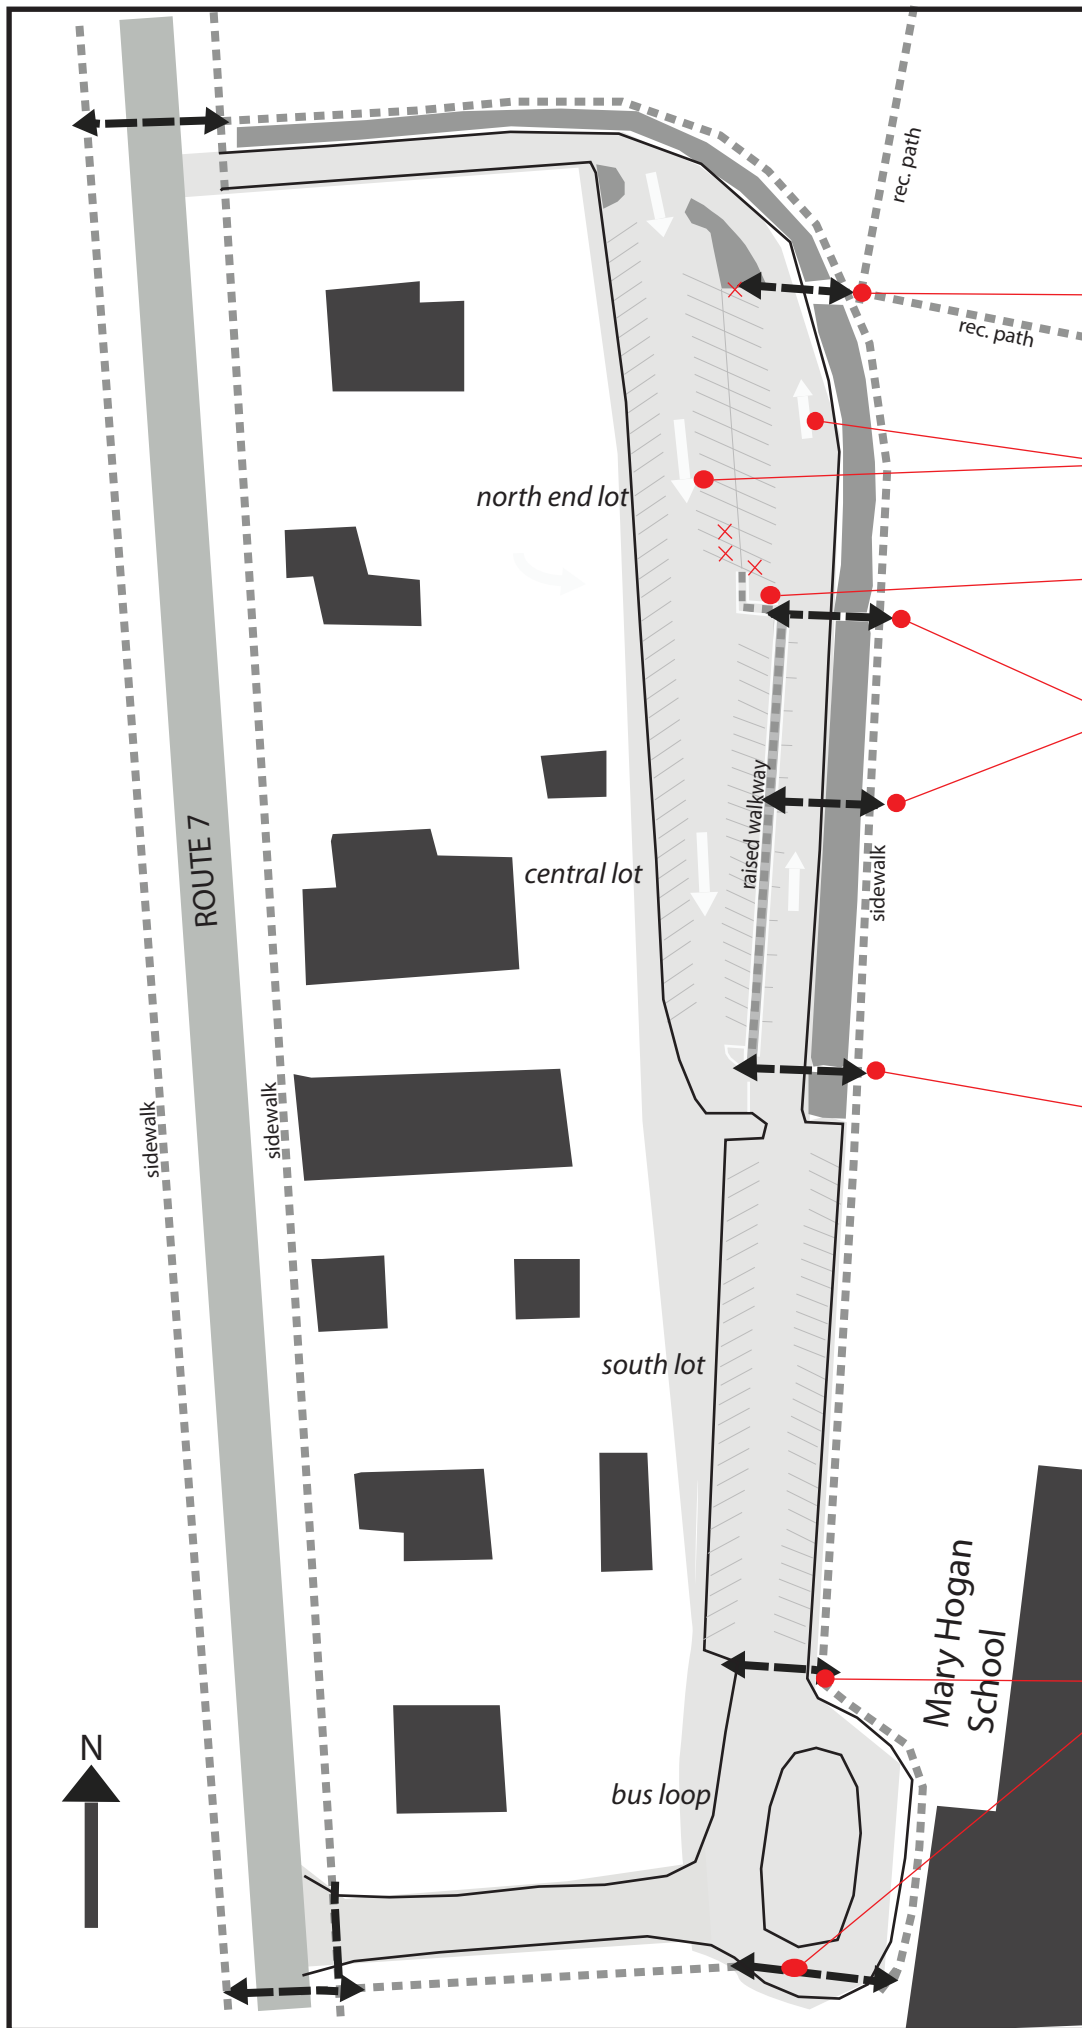 rec. path
rec. path
north end lot
raised walkway
ROUTE 7
central lot
sidewalk
sidewalk
sidewalk
south lot
Mary Hogan
School
N
bus loop